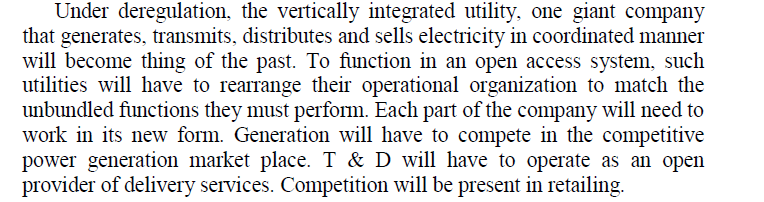 Under deregulation, the vertically integrated utility, one giant company
that generates, transmits, distributes and sells electricity in coordinated manner
will become thing of the past. To function in an open access system, such
utilities will have to rearrange their operational organization to match the
unbundled functions they must perform. Each part of the company will need to
work in its new form. Generation will have to compete in the competitive
power generation market place. T & D will have to operate as an open
provider of delivery services. Competition will be present in retailing.